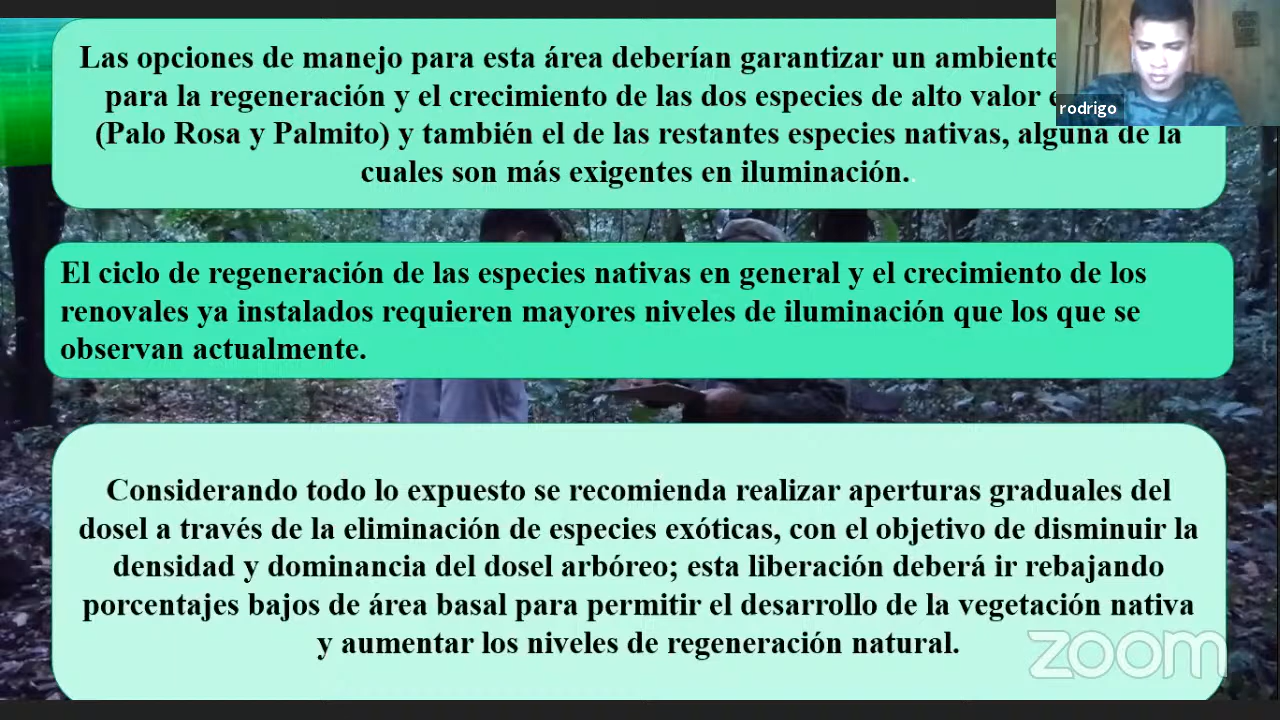 Las opciones de manejo para esta área deberían garantizar un ambiente
para la regeneración y el crecimiento de las dos especies de alto valor
(Palo Rosa y Palmito) y también el de las restantes especies nativas, alguna de la
cuales son más exigentes en iluminación..
rodrigo
El ciclo de regeneración de las especies nativas en general y el crecimiento de los
renovales ya instalados requieren mayores niveles de iluminación que los que se
observan actualmente.
Considerando todo lo expuesto se recomienda realizar aperturas graduales del
dosel a través de la eliminación de especies exóticas, con el objetivo de disminuir la
densidad y dominancia del dosel arbóreo; esta liberación deberá ir rebajando
porcentajes bajos de área basal para permitir el desarrollo de la vegetación nativa
y aumentar los niveles de regeneración natural.
zoom